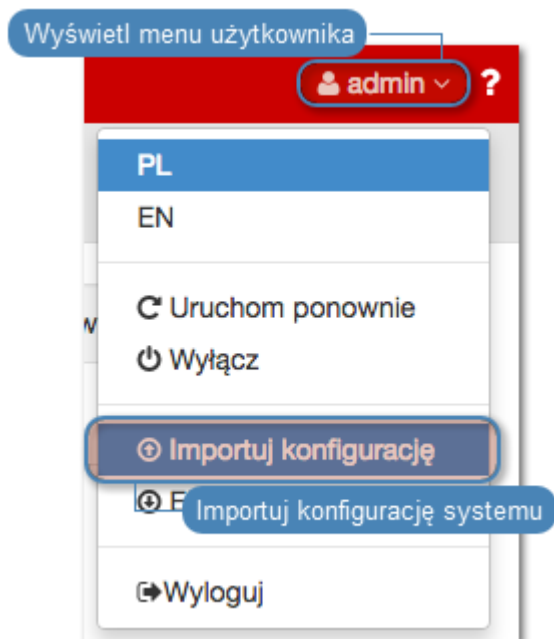 Wyświetl menu użytkownika
admin ?
PL
EN
w
Uruchom ponownie
Wyłącz
Importuj konfigurację
E
Importuj konfigurację systemu
Wyloguj